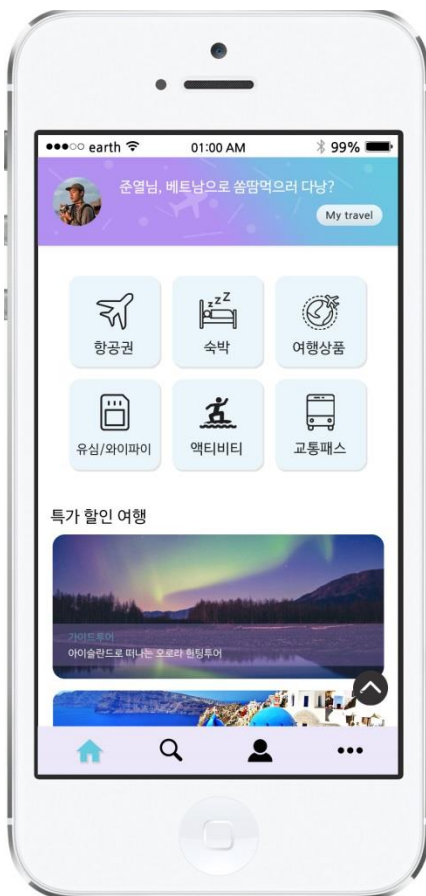 earth 01:00 AM 99%
준열님, 베트남으로 쏨땀먹으러 다낭?
My travel
z z Z
항공권 숙박 여행상품
유심/와이파이 액티비티 교통패스
특가 할인 여행
가이드투어
아이슬란드로 떠나는 오로라 헌팅투어